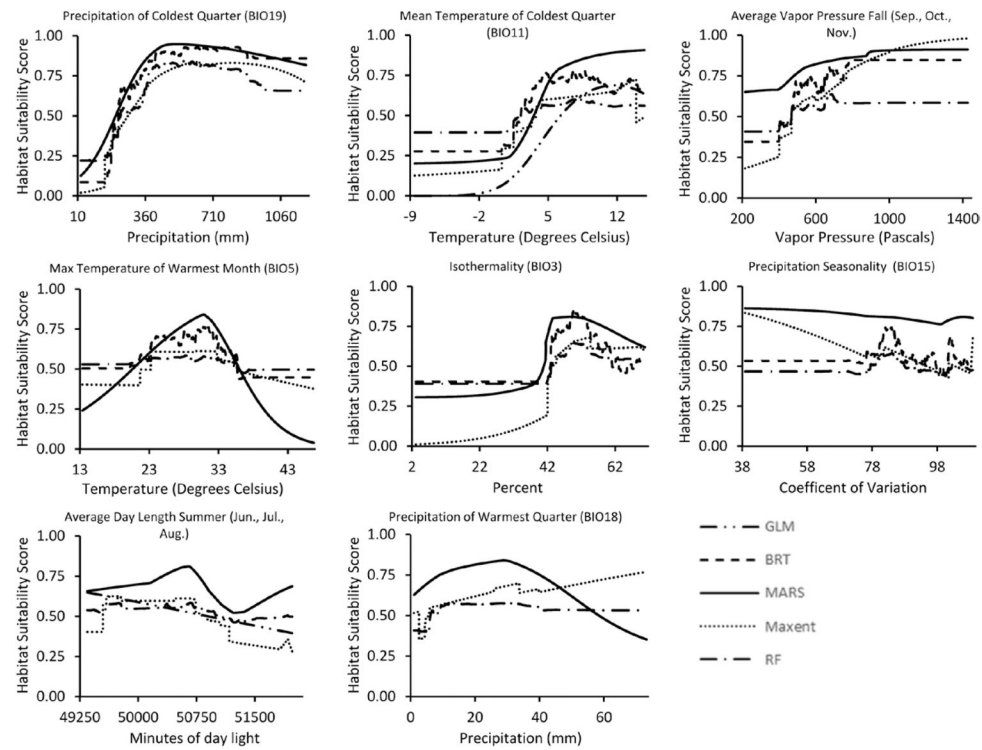 Precipitation of Coldest Quarter (BIO19)
Habitat Suitability Score
1.00
0.75
0.50
0.25
0.00
10 360 710 1060
Precipitation (mm)
Mean Temperature of Coldest Quarter
(BIO11)
Habitat Suitability Score
1.00
0.75
0.50
0.25
0.00
-9 -2 5 12
Temperature (Degrees Celsius)
Average Vapor Pressure Fall (Sep., Oct.,
Nov.)
Habitat Suitability Score
1.00
0.75
0.50
0.25
0.00
200 600 1000 1400
Vapor Pressure (Pascals)
Max Temperature of Warmest Month (BIO5)
Habitat Suitability Score
1.00
0.75
0.50
0.25
0.00
13 23 33 43
Temperature (Degrees Celsius)
Isothermality (BIO3)
Habitat Suitability Score
1.00
0.75
0.50
0.25
0.00
2 22 42 62
Percent
Precipitation Seasonality (BIO15)
Habitat Suitability Score
1.00
0.75
0.50
0.25
0.00
38 58 78 98
Coefficent of Variation
Average Day Length Summer (Jun., Jul.,
Aug.)
Habitat Suitability Score
1.00
0.75
0.50
0.25
0.00
49250 50000 50750 51500
Minutes of day light
Precipitation of Warmest Quarter (BIO18)
Habitat Suitability Score
1.00
0.75
0.50
0.25
0.00
0 20 40 60
Precipitation (mm)
GLM
BRT
MARS
Maxent
RF